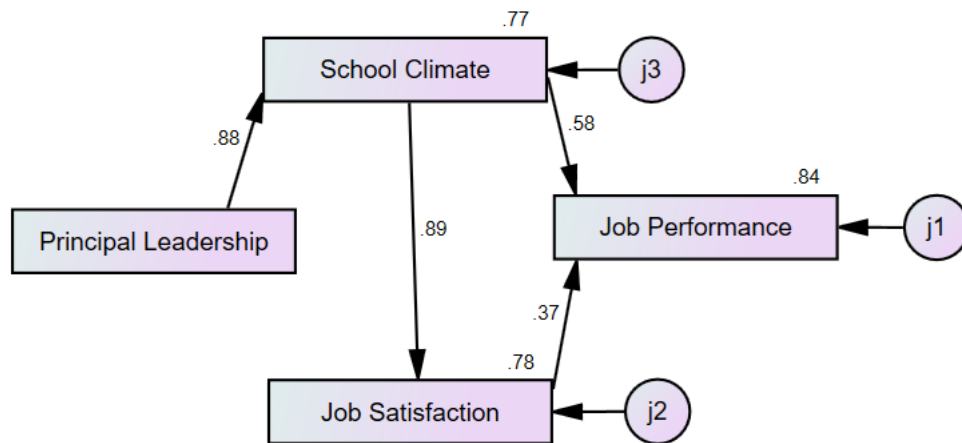 .77
School Climate
j3
.88
.58
.84
Principal Leadership
Job Performance
j1
.89
.37
.78
Job Satisfaction
j2